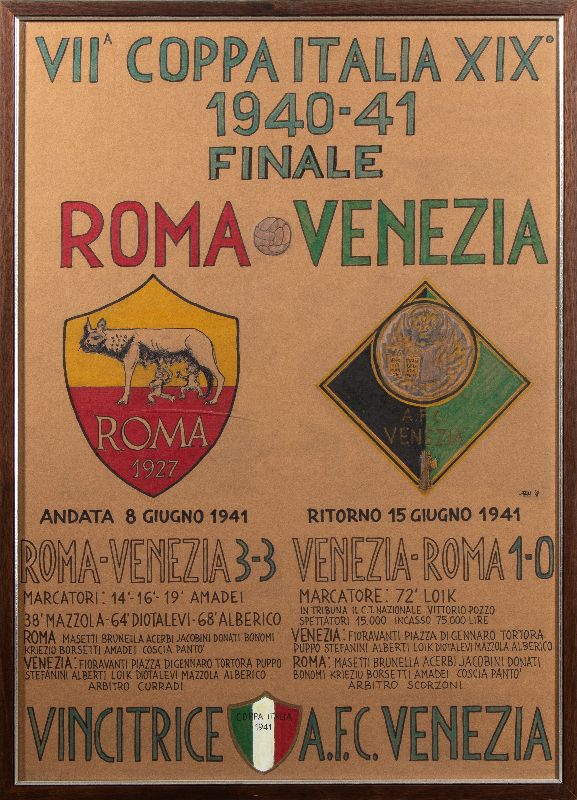 VIIᴬ COPPA ITALIA XIX°
1940-41
FINALE
ROMA VENEZIA
ROMA
1927
A.F.C.
VENEZIA
ANDATA 8 GIUGNO 1941
ROMA-VENEZIA 3-3
MARCATORI: 14'-16'- 19' AMADEI
38' MAZZOLA-64' DIOTALEVI-68' ALBERICO
ROMA MASETTI BRUNELLA ACERBI JACOBINI DONATI BONOMI
KRIEZIU BORSETTI AMADEI COSCIA PANTO'
VENEZIA: FIORAVANTI PIAZZA DIGENNARO TORTORA PUPPO
STEFANINI ALBERTI LOIK DIOTALEVI MAZZOLA ALBERICO
ARBITRO CURRADI
RITORNO 15 GIUGNO 1941
VENEZIA-ROMA 1-0
MARCATORE: 72' LOIK
IN TRIBUNA IL C.T. NAZIONALE VITTORIO POZZO
SPETTATORI 15.000 INCASSO 75.000 LIRE
VENEZIA: FIORAVANTI PIAZZA DI GENNARO TORTORA
PUPPO STEFANINI ALBERTI LOIK DIOTALEVI MAZZOLA ALBERICO
ROMA: MASETTI BRUNELLA ACERBI JACOBINI DONATI
BONOMI KRIEZIU BORSETTI AMADEI COSCIA PANTO'
ARBITRO SCORZONI
VINCITRICE A.F.C. VENEZIA
COPPA ITALIA
1941